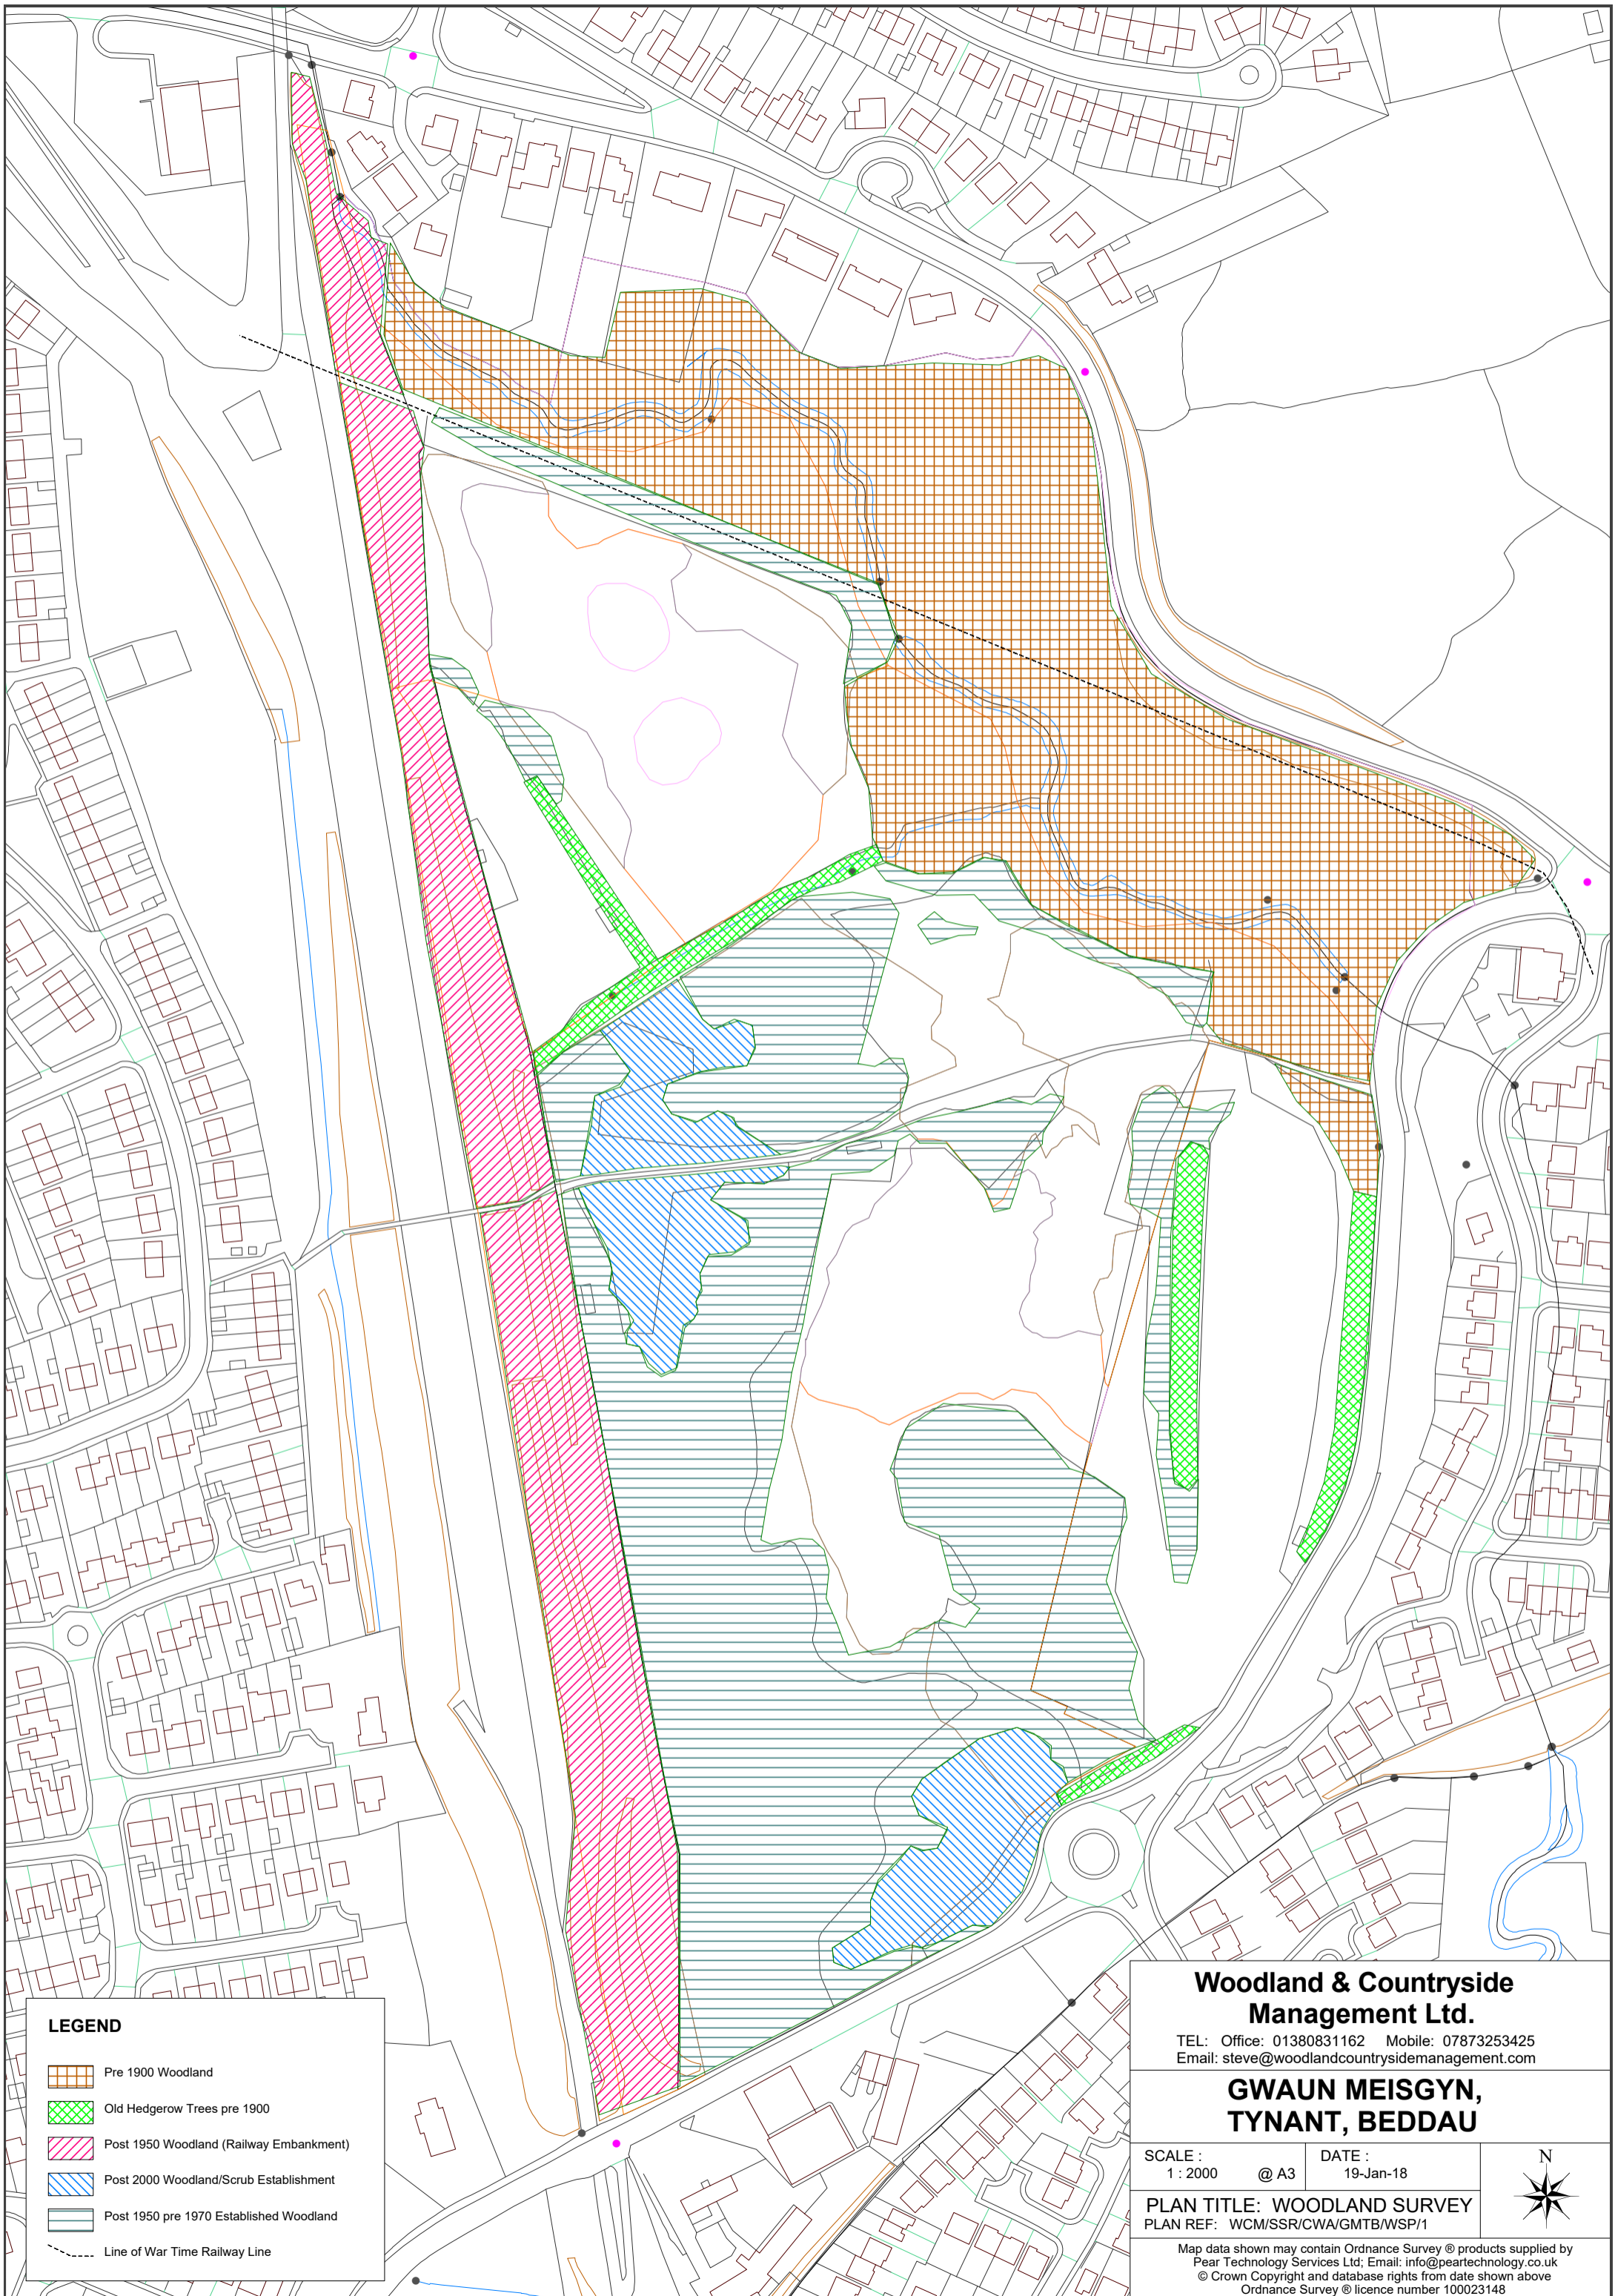 LEGEND
Pre 1900 Woodland
Old Hedgerow Trees pre 1900
Post 1950 Woodland (Railway Embankment)
Post 2000 Woodland/Scrub Establishment
Post 1950 pre 1970 Established Woodland
Line of War Time Railway Line
Woodland & Countryside
Management Ltd.
TEL: Office: 01380831162 Mobile: 07873253425
Email: steve@woodlandcountrysidemanagement.com
GWAUN MEISGYN,
TYNANT, BEDDAU
SCALE :
1 : 2000 @ A3
DATE :
19-Jan-18
N
PLAN TITLE: WOODLAND SURVEY
PLAN REF: WCM/SSR/CWA/GMTB/WSP/1
Map data shown may contain Ordnance Survey ® products supplied by
Pear Technology Services Ltd; Email: info@peartechnology.co.uk
© Crown Copyright and database rights from date shown above
Ordnance Survey ® licence number 100023148